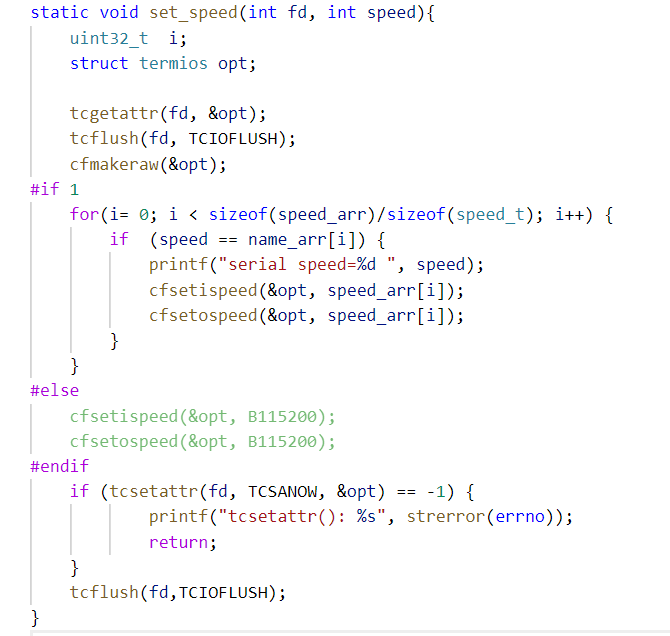 static void set_speed(int fd, int speed){
    uint32_t  i;
    struct termios opt;

    tcgetattr(fd, &opt);
    tcflush(fd, TCIOFLUSH);
    cfmakeraw(&opt);
#if 1
    for(i= 0; i < sizeof(speed_arr)/sizeof(speed_t); i++) {
        if  (speed == name_arr[i]) {
            printf("serial speed=%d ", speed);
            cfsetispeed(&opt, speed_arr[i]);
            cfsetospeed(&opt, speed_arr[i]);
        }
    }
#else
    cfsetispeed(&opt, B115200);
    cfsetospeed(&opt, B115200);
#endif
    if (tcsetattr(fd, TCSANOW, &opt) == -1) {
            printf("tcsetattr(): %s", strerror(errno));
            return;
    }
    tcflush(fd,TCIOFLUSH);
}